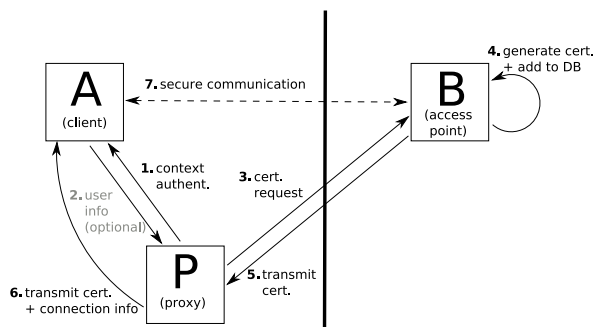 4. generate cert.
+ add to DB
7. secure communication
A
(client)
B
(access
point)
1. context
authent.
2. user
info
(optional)
3. cert.
request
P
(proxy)
5. transmit
cert.
6. transmit cert.
+ connection info